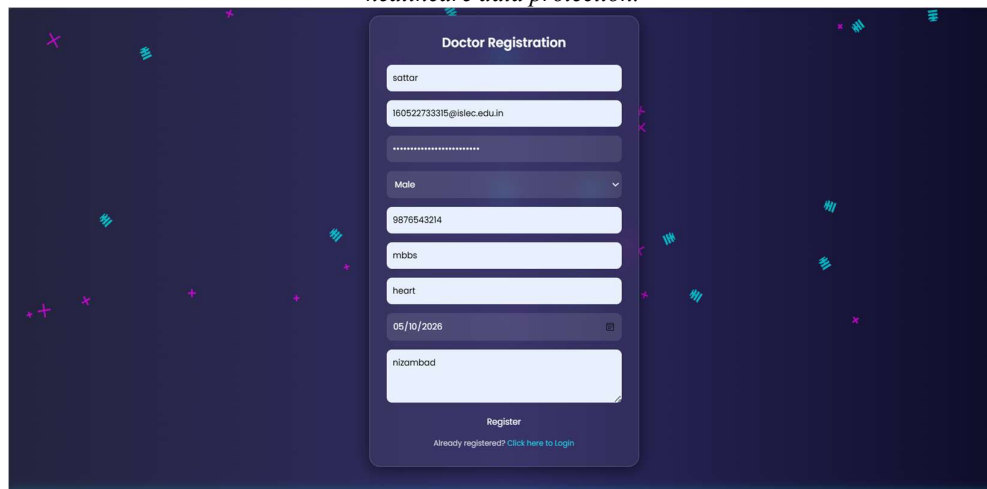 healthcare data protection.
Doctor Registration
sattar
160522733315@islec.edu.in
•••••••••••••••••••••••••
Male
9876543214
mbbs
heart
05/10/2026
nizambad
Register
Already registered? Click here to Login